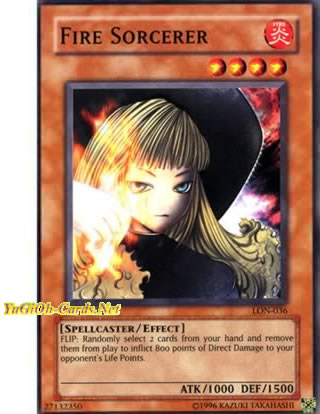 FIRE SORCERER
FIRE
炎
YuGiOh-Cards.Net
LON-036
[SPELLCASTER/EFFECT]
FLIP: Randomly select 2 cards from your hand and remove
them from play to inflict 800 points of Direct Damage to your
opponent's Life Points.
ATK/1000 DEF/1500
27132350
©1996 KAZUKI TAKAHASHI